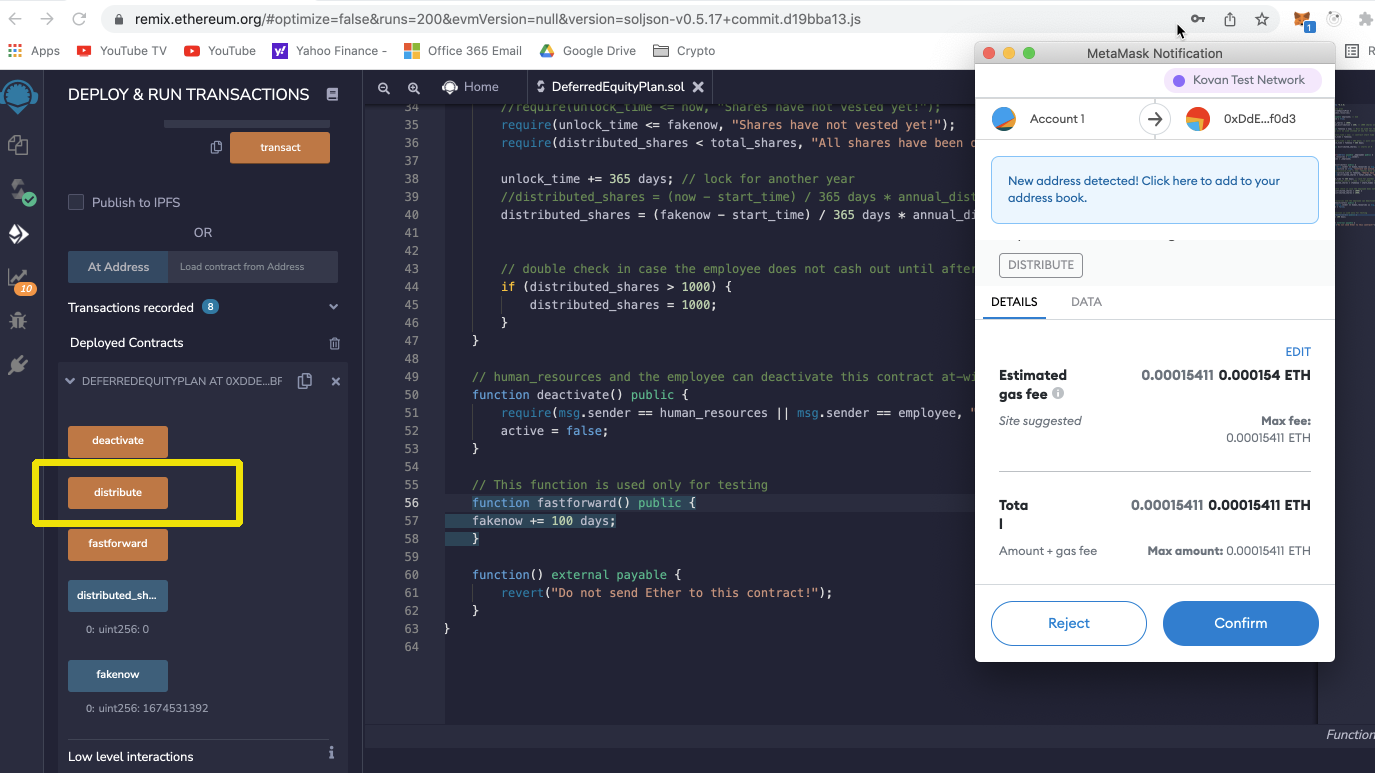 remix.ethereum.org/#optimize=false&runs=200&evmVersion=null&version=soljson-v0.5.17+commit.d19bba13.js
1
Apps
YouTube TV
YouTube
Yahoo Finance -
Office 365 Email
Google Drive
Crypto
R
DEPLOY & RUN TRANSACTIONS
transact
Publish to IPFS
OR
At Address
Load contract from Address
10
Transactions recorded 8
Deployed Contracts
DEFERREDEQUITYPLAN AT 0XDDE...BF
deactivate
distribute
fastforward
distributed_sh...
0: uint256: 0
fakenow
0: uint256: 1674531392
Low level interactions
Home
DeferredEquityPlan.sol
34 //require(unlock_time <= now, "Shares have not vested yet!");
35 require(unlock_time <= fakenow, "Shares have not vested yet!");
36 require(distributed_shares < total_shares, "All shares have been
37
38 unlock_time += 365 days; // lock for another year
39 //distributed_shares = (now - start_time) / 365 days * annual_dist
40 distributed_shares = (fakenow - start_time) / 365 days * annual_di
41
42
43 // double check in case the employee does not cash out until after
44 if (distributed_shares > 1000) {
45 distributed_shares = 1000;
46 }
47 }
48
49 // human_resources and the employee can deactivate this contract at-wi
50 function deactivate() public {
51 require(msg.sender == human_resources || msg.sender == employee, "
52 active = false;
53 }
54
55 // This function is used only for testing
56 function fastforward() public {
57 fakenow += 100 days;
58 }
59
60 function() external payable {
61 revert("Do not send Ether to this contract!");
62 }
63 }
64
Function
MetaMask Notification
Kovan Test Network
Account 1
0xDdE...f0d3
New address detected! Click here to add to your
address book.
DISTRIBUTE
DETAILS
DATA
EDIT
Estimated 0.00015411 0.000154 ETH
gas fee
Site suggested
Max fee:
0.00015411 ETH
Tota 0.00015411 0.00015411 ETH
l
Amount + gas fee
Max amount: 0.00015411 ETH
Reject
Confirm